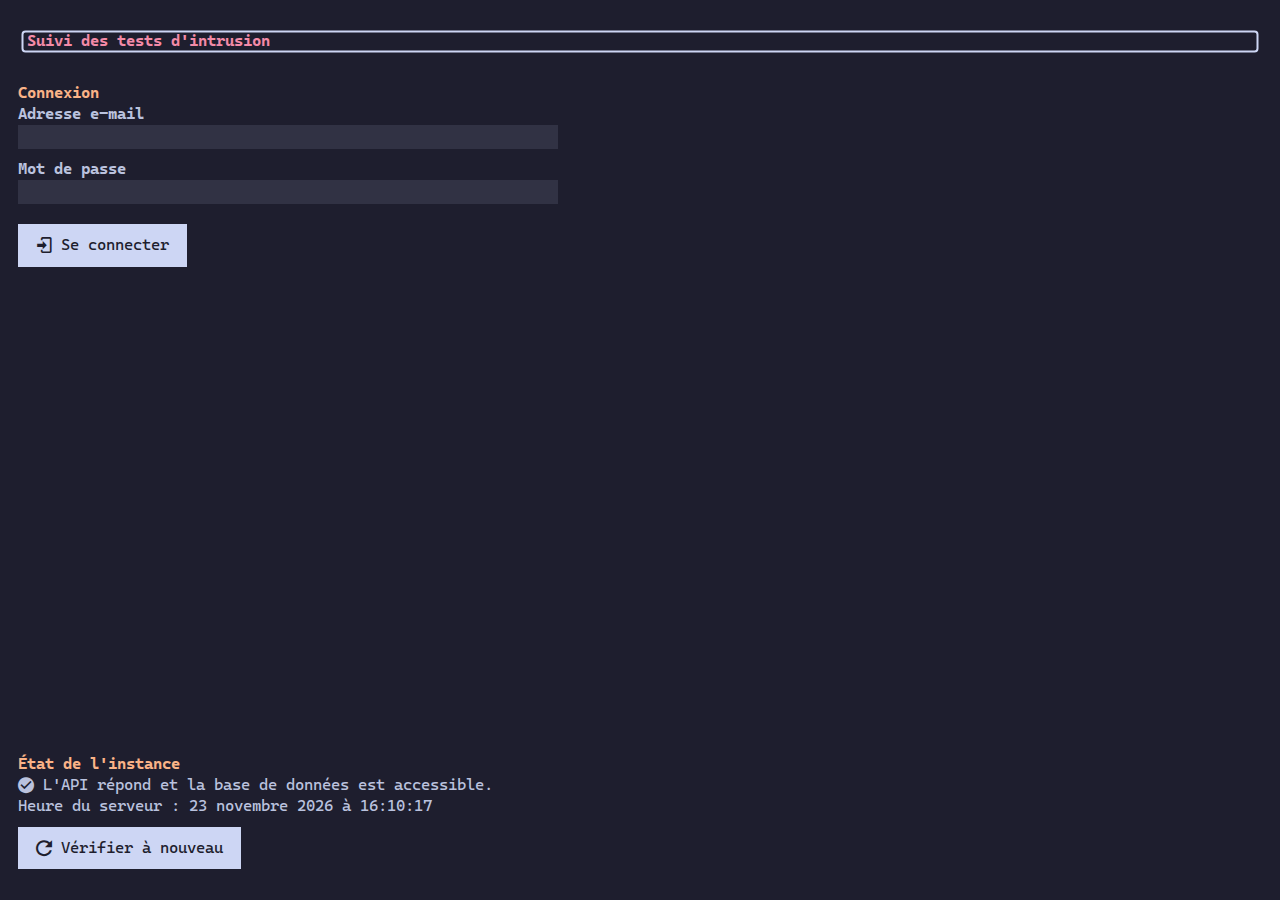 Suivi des tests d'intrusion
Connexion
Adresse e-mail
Mot de passe
Se connecter
État de l'instance
L'API répond et la base de données est accessible.
Heure du serveur : 23 novembre 2026 à 16:10:17
Vérifier à nouveau